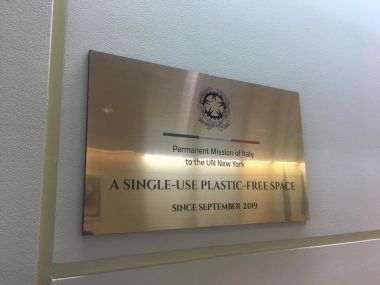 Permanent Mission of Italy
to the UN New York
A SINGLE-USE PLASTIC-FREE SPACE
SINCE SEPTEMBER 2019